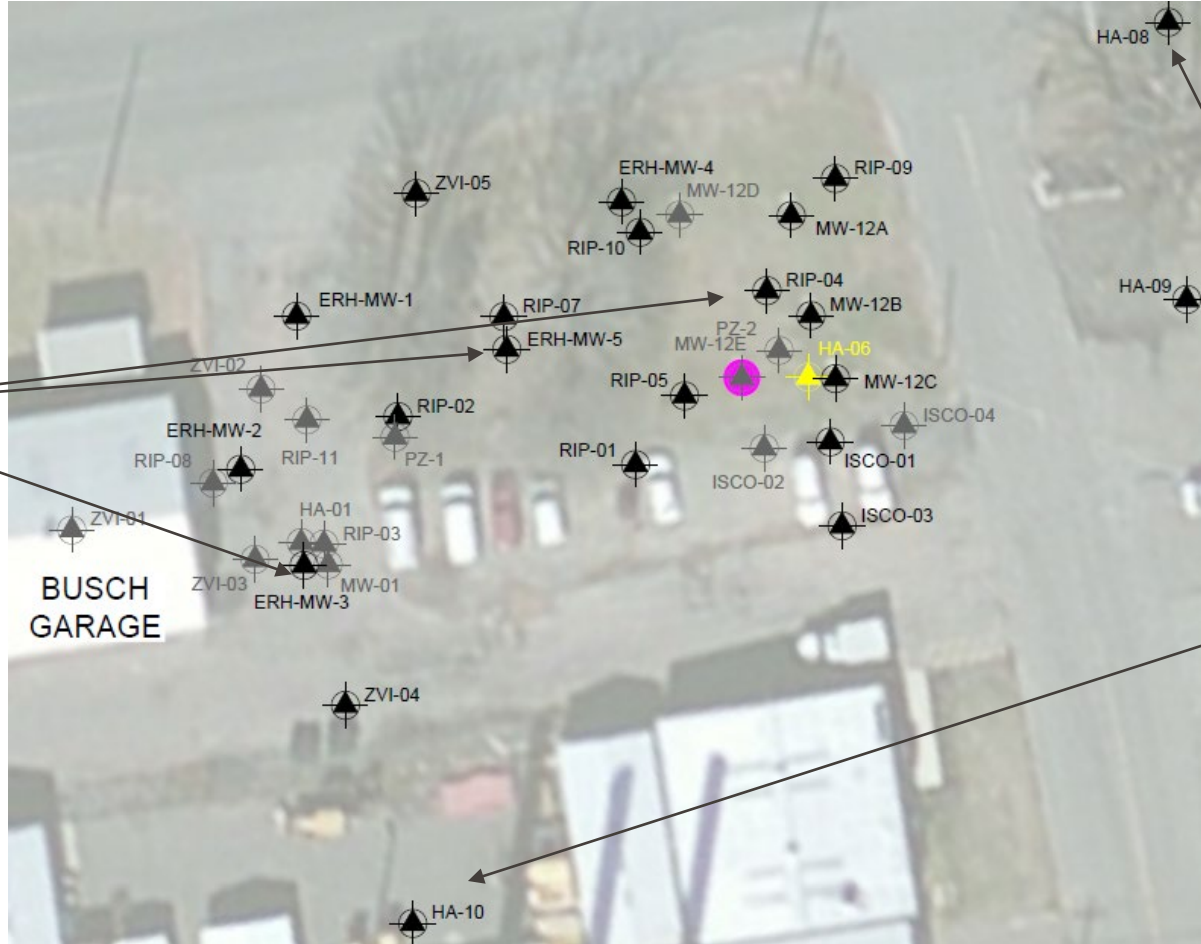 HA-08
ERH-MW-4
RIP-09
ZVI-05
MW-12D
MW-12A
RIP-10
RIP-04
HA-09
ERH-MW-1
RIP-07
MW-12B
PZ-2
ERH-MW-5
MW-12E
HA-06
ZVI-02
RIP-05
MW-12C
RIP-02
ISCO-04
ERH-MW-2
RIP-11
PZ-1
RIP-01
ISCO-01
RIP-08
ISCO-02
HA-01
ZVI-01
ISCO-03
RIP-03
ZVI-03
MW-01
BUSCH
GARAGE
ERH-MW-3
ZVI-04
HA-10